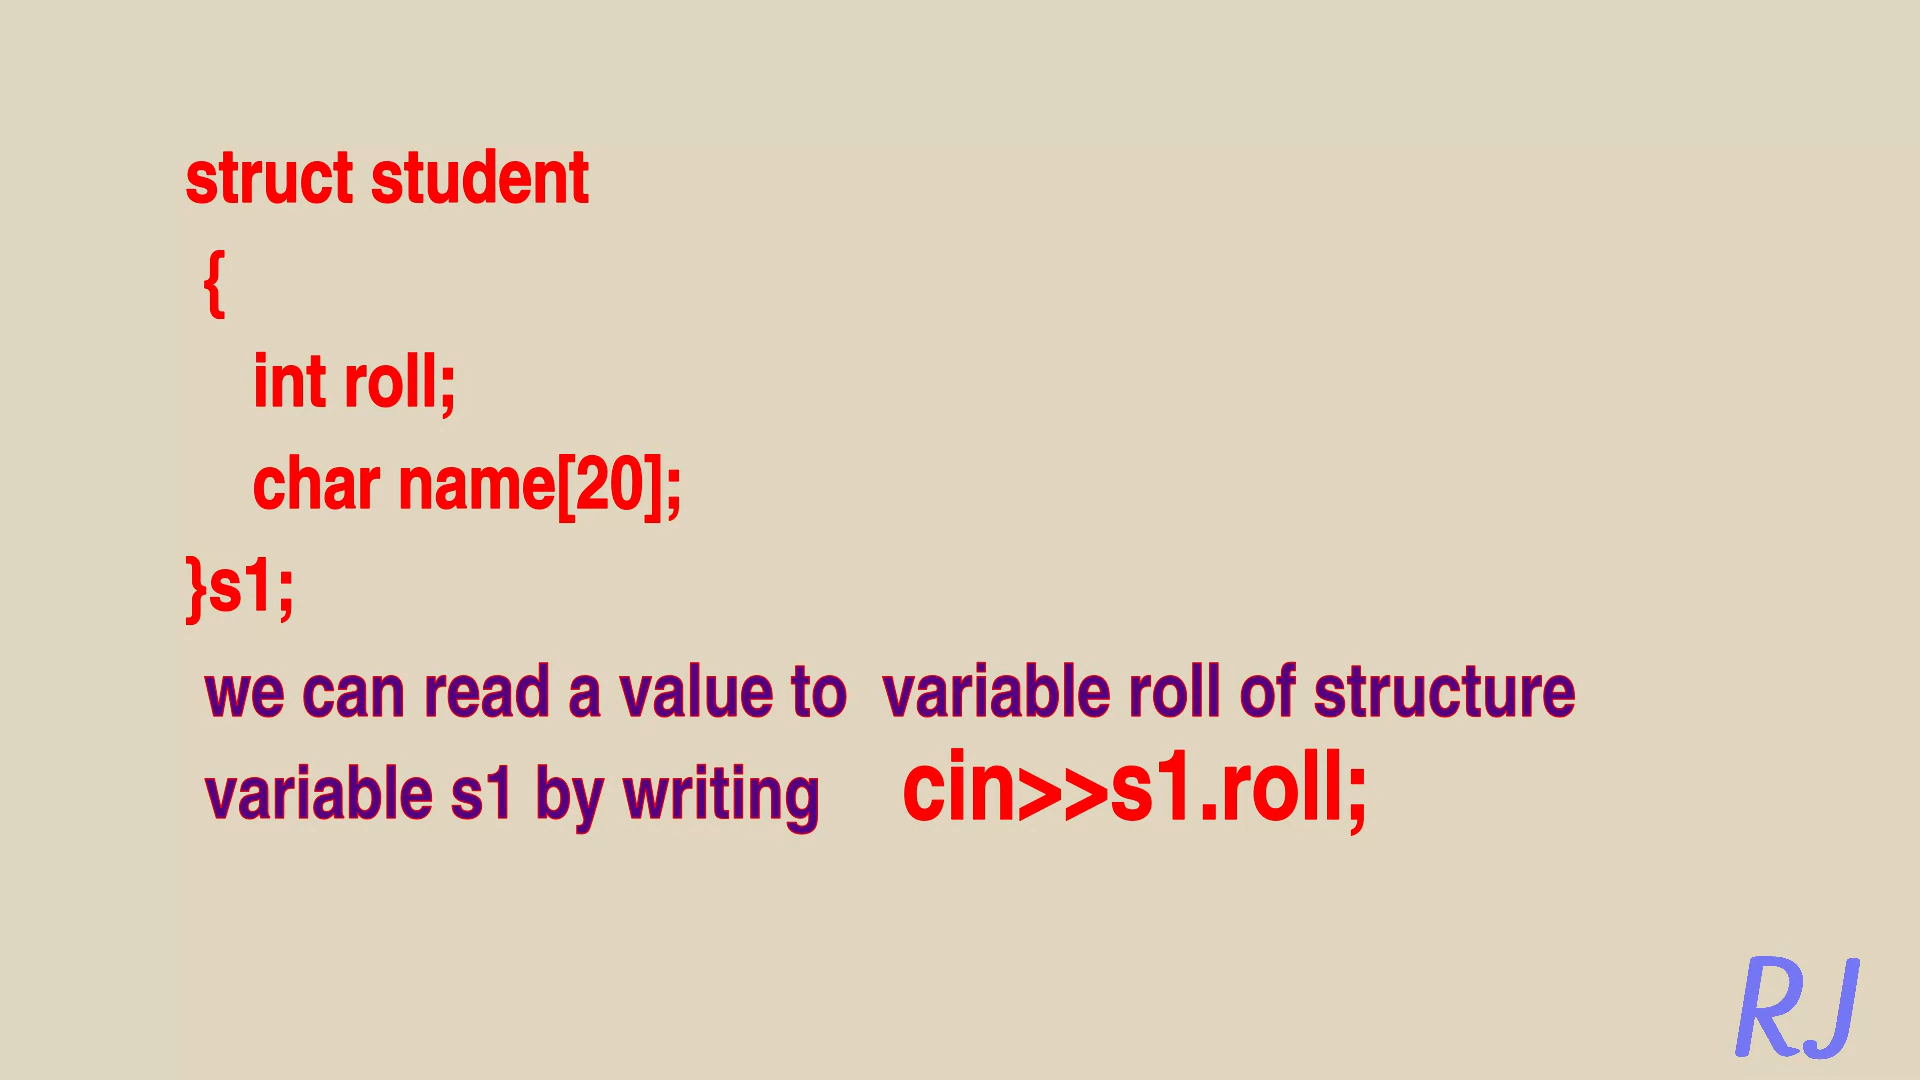 struct student
{
int roll;
char name[20];
}s1;
we can read a value to variable roll of structure
variable s1 by writing cin>>s1.roll;
RJ